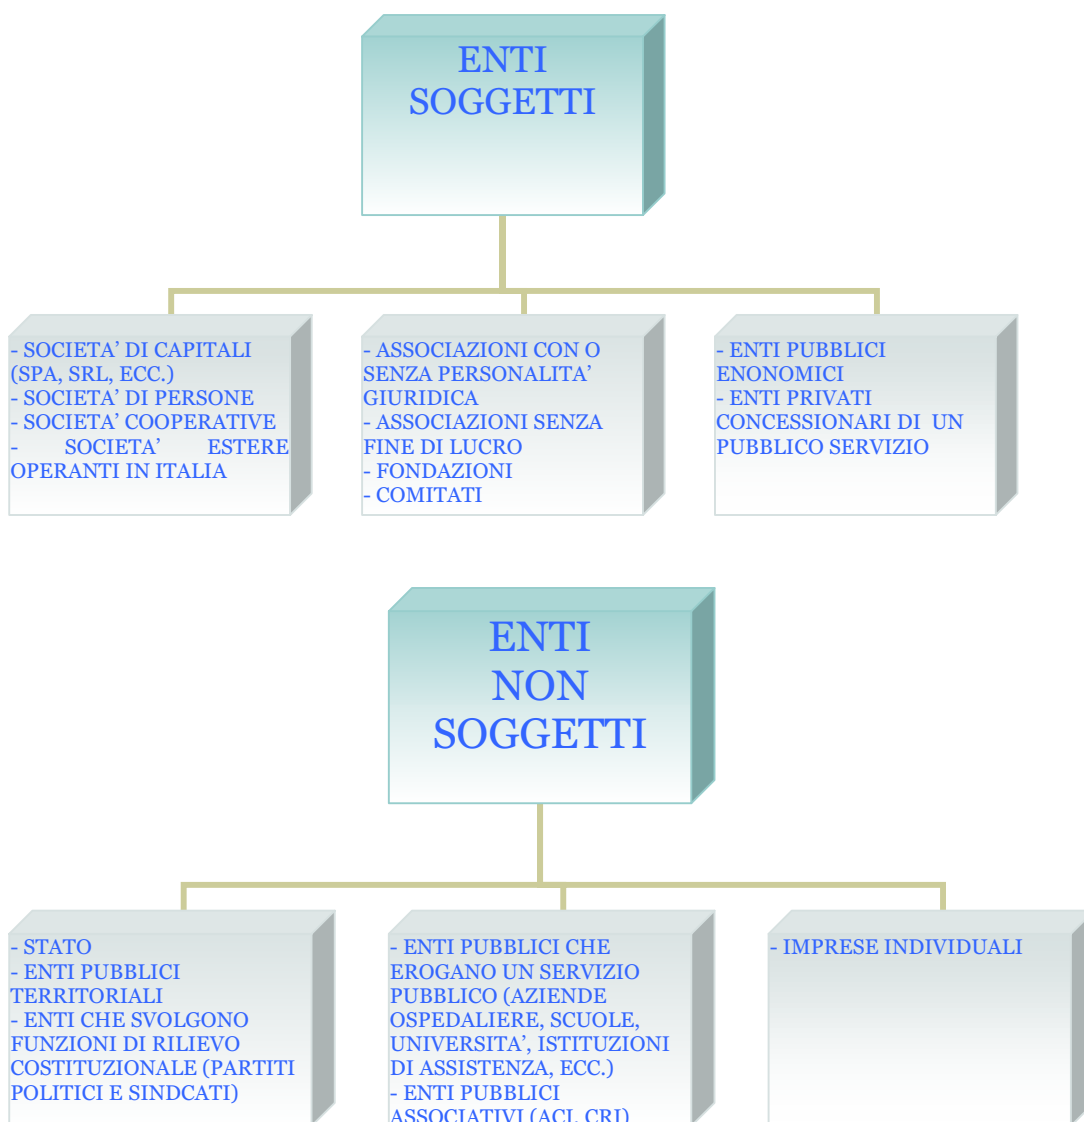 ENTI
SOGGETTI
- SOCIETA’ DI CAPITALI
(SPA, SRL, ECC.)
- SOCIETA’ DI PERSONE
- SOCIETA’ COOPERATIVE
- SOCIETA’ ESTERE
OPERANTI IN ITALIA
- ASSOCIAZIONI CON O
SENZA PERSONALITA’
GIURIDICA
- ASSOCIAZIONI SENZA
FINE DI LUCRO
- FONDAZIONI
- COMITATI
- ENTI PUBBLICI
ENONOMICI
- ENTI PRIVATI
CONCESSIONARI DI UN
PUBBLICO SERVIZIO
ENTI
NON
SOGGETTI
- STATO
- ENTI PUBBLICI
TERRITORIALI
- ENTI CHE SVOLGONO
FUNZIONI DI RILIEVO
COSTITUZIONALE (PARTITI
POLITICI E SINDCATI)
- ENTI PUBBLICI CHE
EROGANO UN SERVIZIO
PUBBLICO (AZIENDE
OSPEDALIERE, SCUOLE,
UNIVERSITA’, ISTITUZIONI
DI ASSISTENZA, ECC.)
- ENTI PUBBLICI
ASSOCIATIVI (ACI, CRI)
- IMPRESE INDIVIDUALI